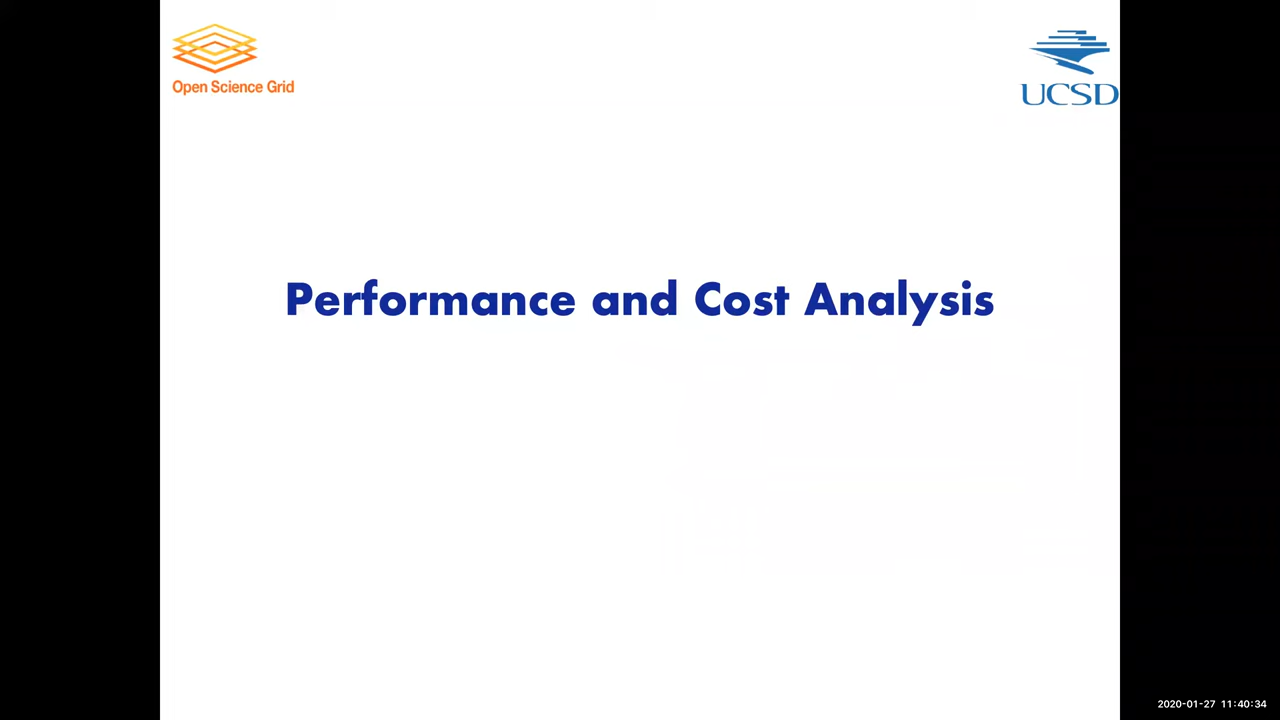 Open Science Grid
UCSD
Performance and Cost Analysis
2020-01-27 11:40:34